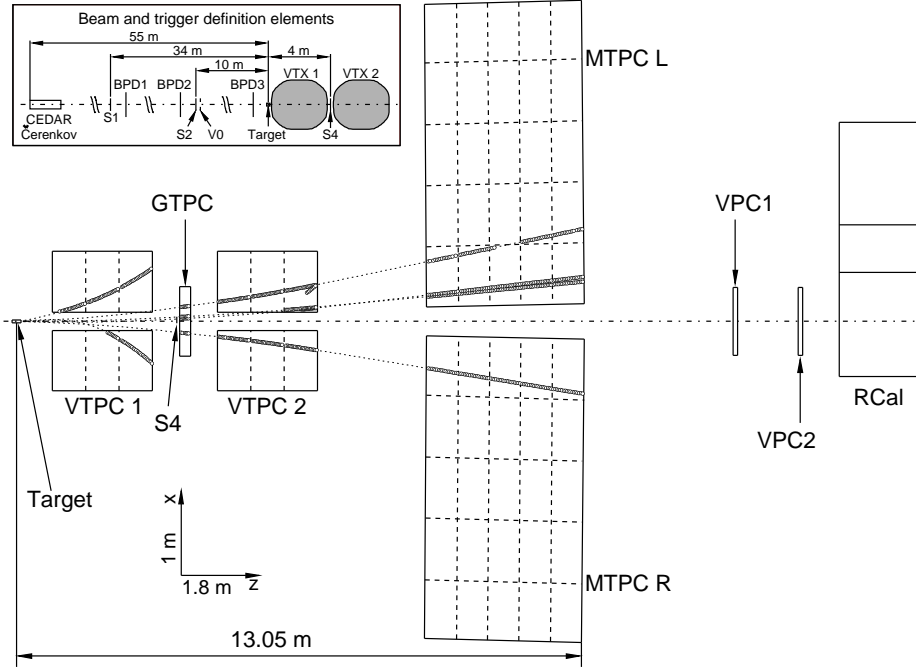 Beam and trigger definition elements
55 m
34 m
4 m
10 m
VTX 1
VTX 2
BPD1
BPD2
BPD3
CEDAR
Čerenkov
S1
S2
V0
Target
S4
MTPC L
GTPC
VPC1
VTPC 1
S4
VTPC 2
RCal
VPC2
Target
x
1 m
z
1.8 m
MTPC R
13.05 m